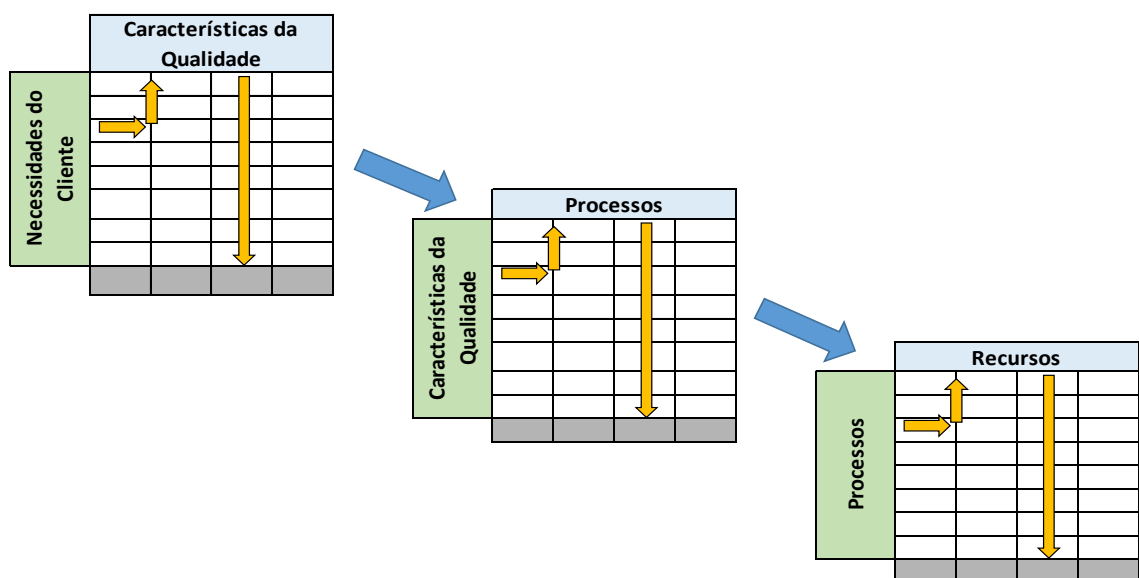 Características da
Qualidade
Necessidades do
Cliente
Processos
Características da
Qualidade
Recursos
Processos